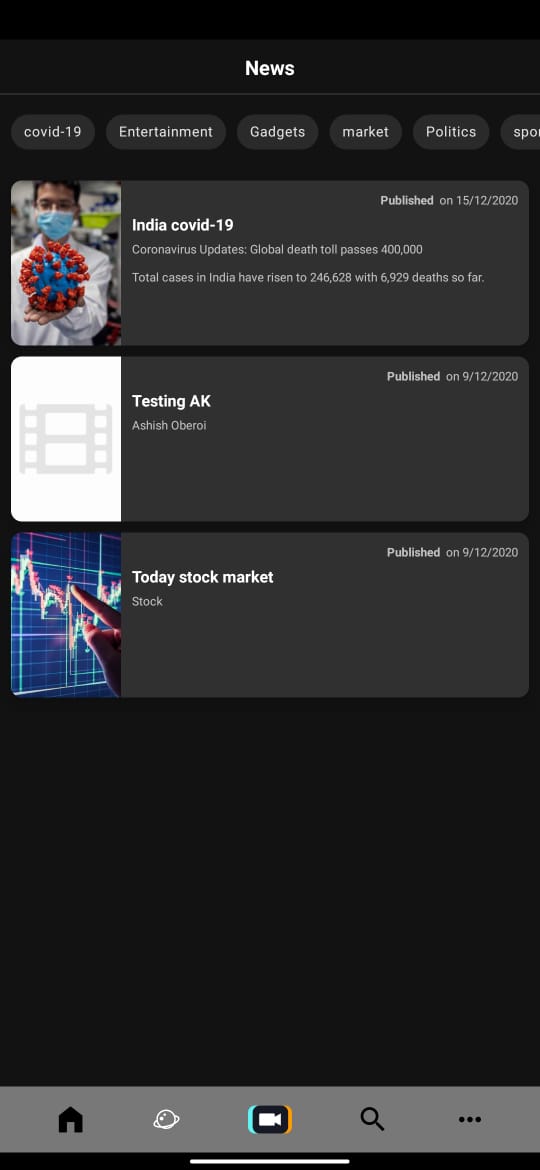 News
covid-19 Entertainment Gadgets market Politics spor
Published on 15/12/2020
India covid-19
Coronavirus Updates: Global death toll passes 400,000
Total cases in India have risen to 246,628 with 6,929 deaths so far.
Published on 9/12/2020
Testing AK
Ashish Oberoi
Published on 9/12/2020
Today stock market
Stock